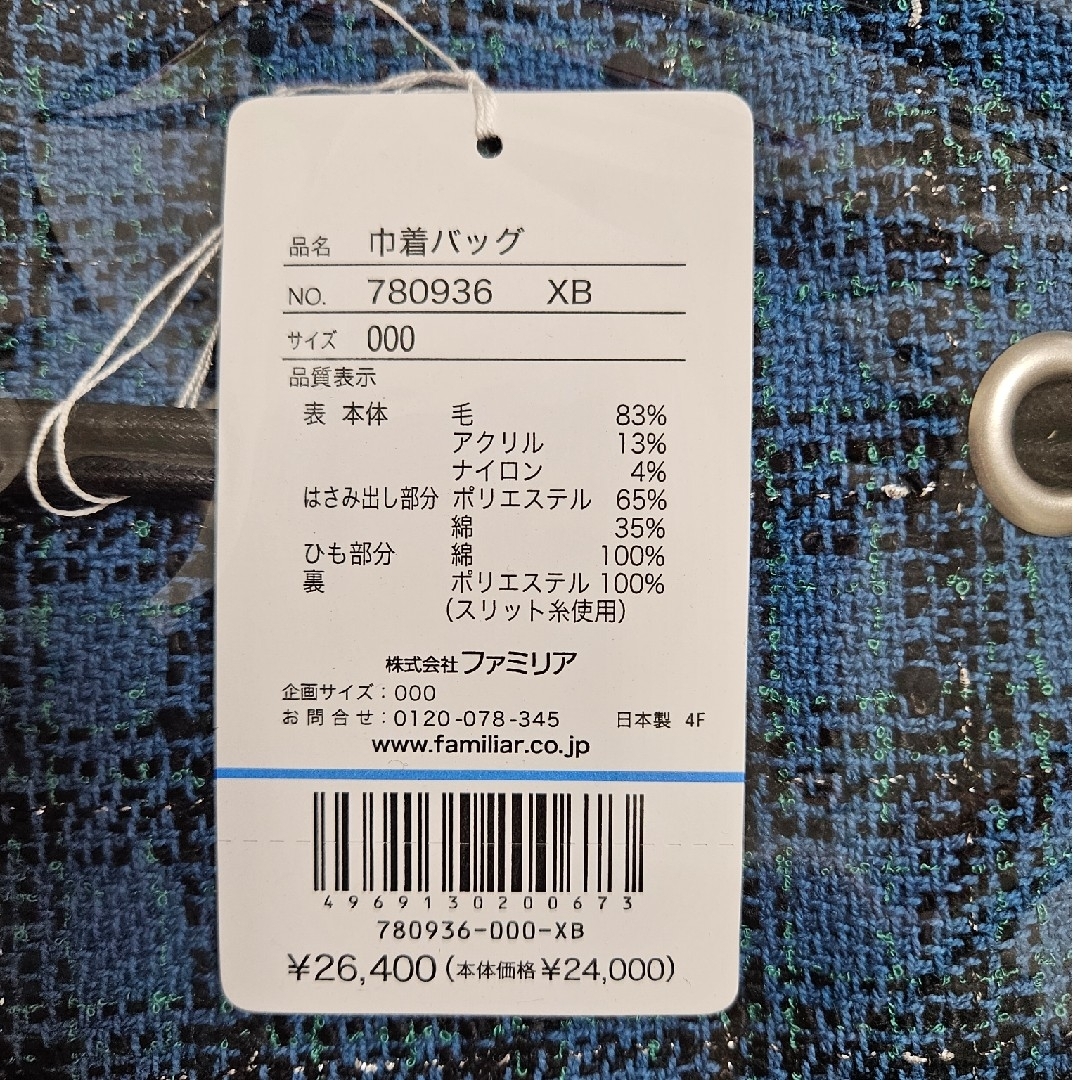 品名 巾着バッグ
NO. 780936 XB
サイズ 000
品質表示
表 本体 毛 83%
アクリル 13%
ナイロン 4%
はさみ出し部分 ポリエステル 65%
綿 35%
ひも部分 綿 100%
裏 ポリエステル 100%
(スリット糸使用)
株式会社ファミリア
企画サイズ:000
お問合せ:0120-078-345 日本製 4F
www.familiar.co.jp
4969130200673
780936-000-XB
¥26,400(本体価格¥24,000)